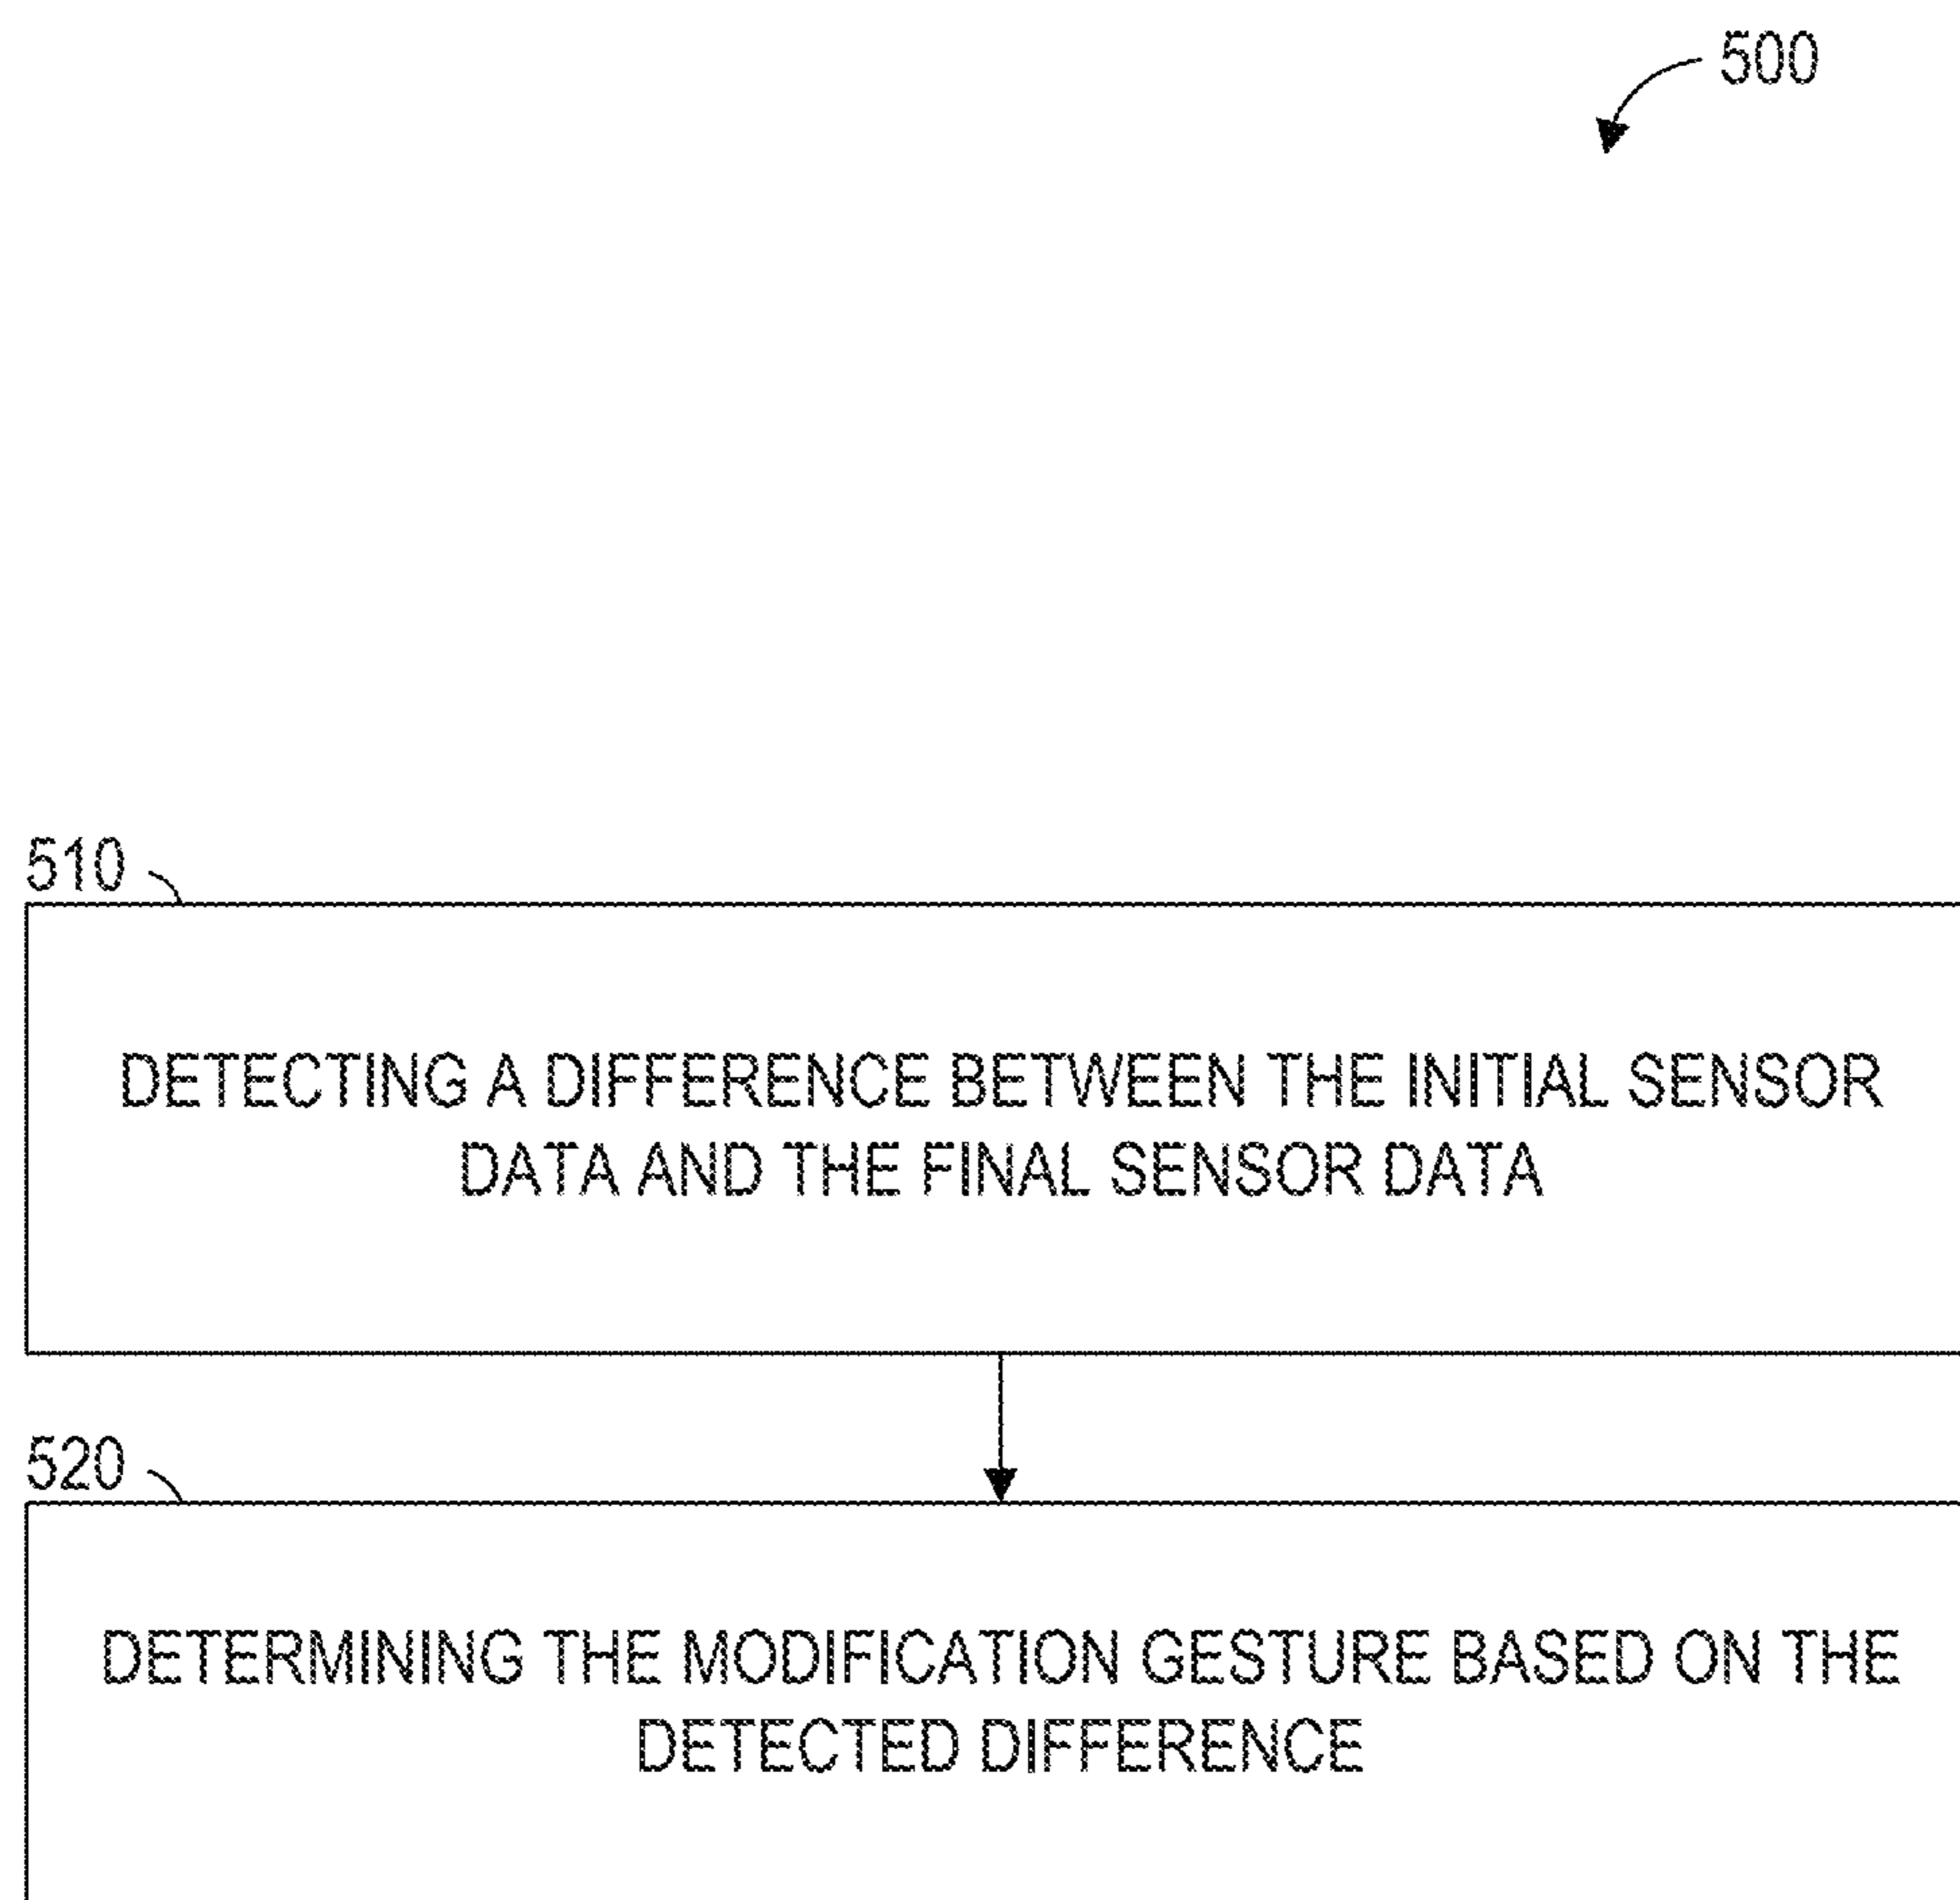 500
510
DETECTING A DIFFERENCE BETWEEN THE INITIAL SENSOR
DATA AND THE FINAL SENSOR DATA
520
DETERMINING THE MODIFICATION GESTURE BASED ON THE
DETECTED DIFFERENCE